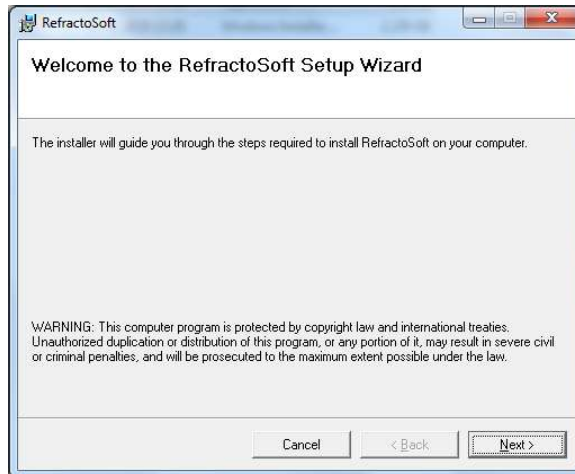 RefractoSoft
Welcome to the RefractoSoft Setup Wizard
The installer will guide you through the steps required to install RefractoSoft on your computer.
WARNING: This computer program is protected by copyright law and international treaties.
Unauthorized duplication or distribution of this program, or any portion of it, may result in severe civil
or criminal penalties, and will be prosecuted to the maximum extent possible under the law.
Cancel
< Back
Next >